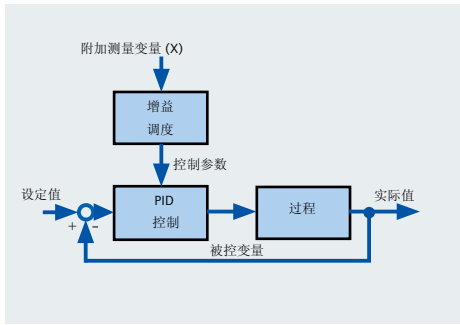 附加测量变量 (X)
增益
调度
控制参数
设定值
PID
控制
过程
实际值
+
-
被控变量